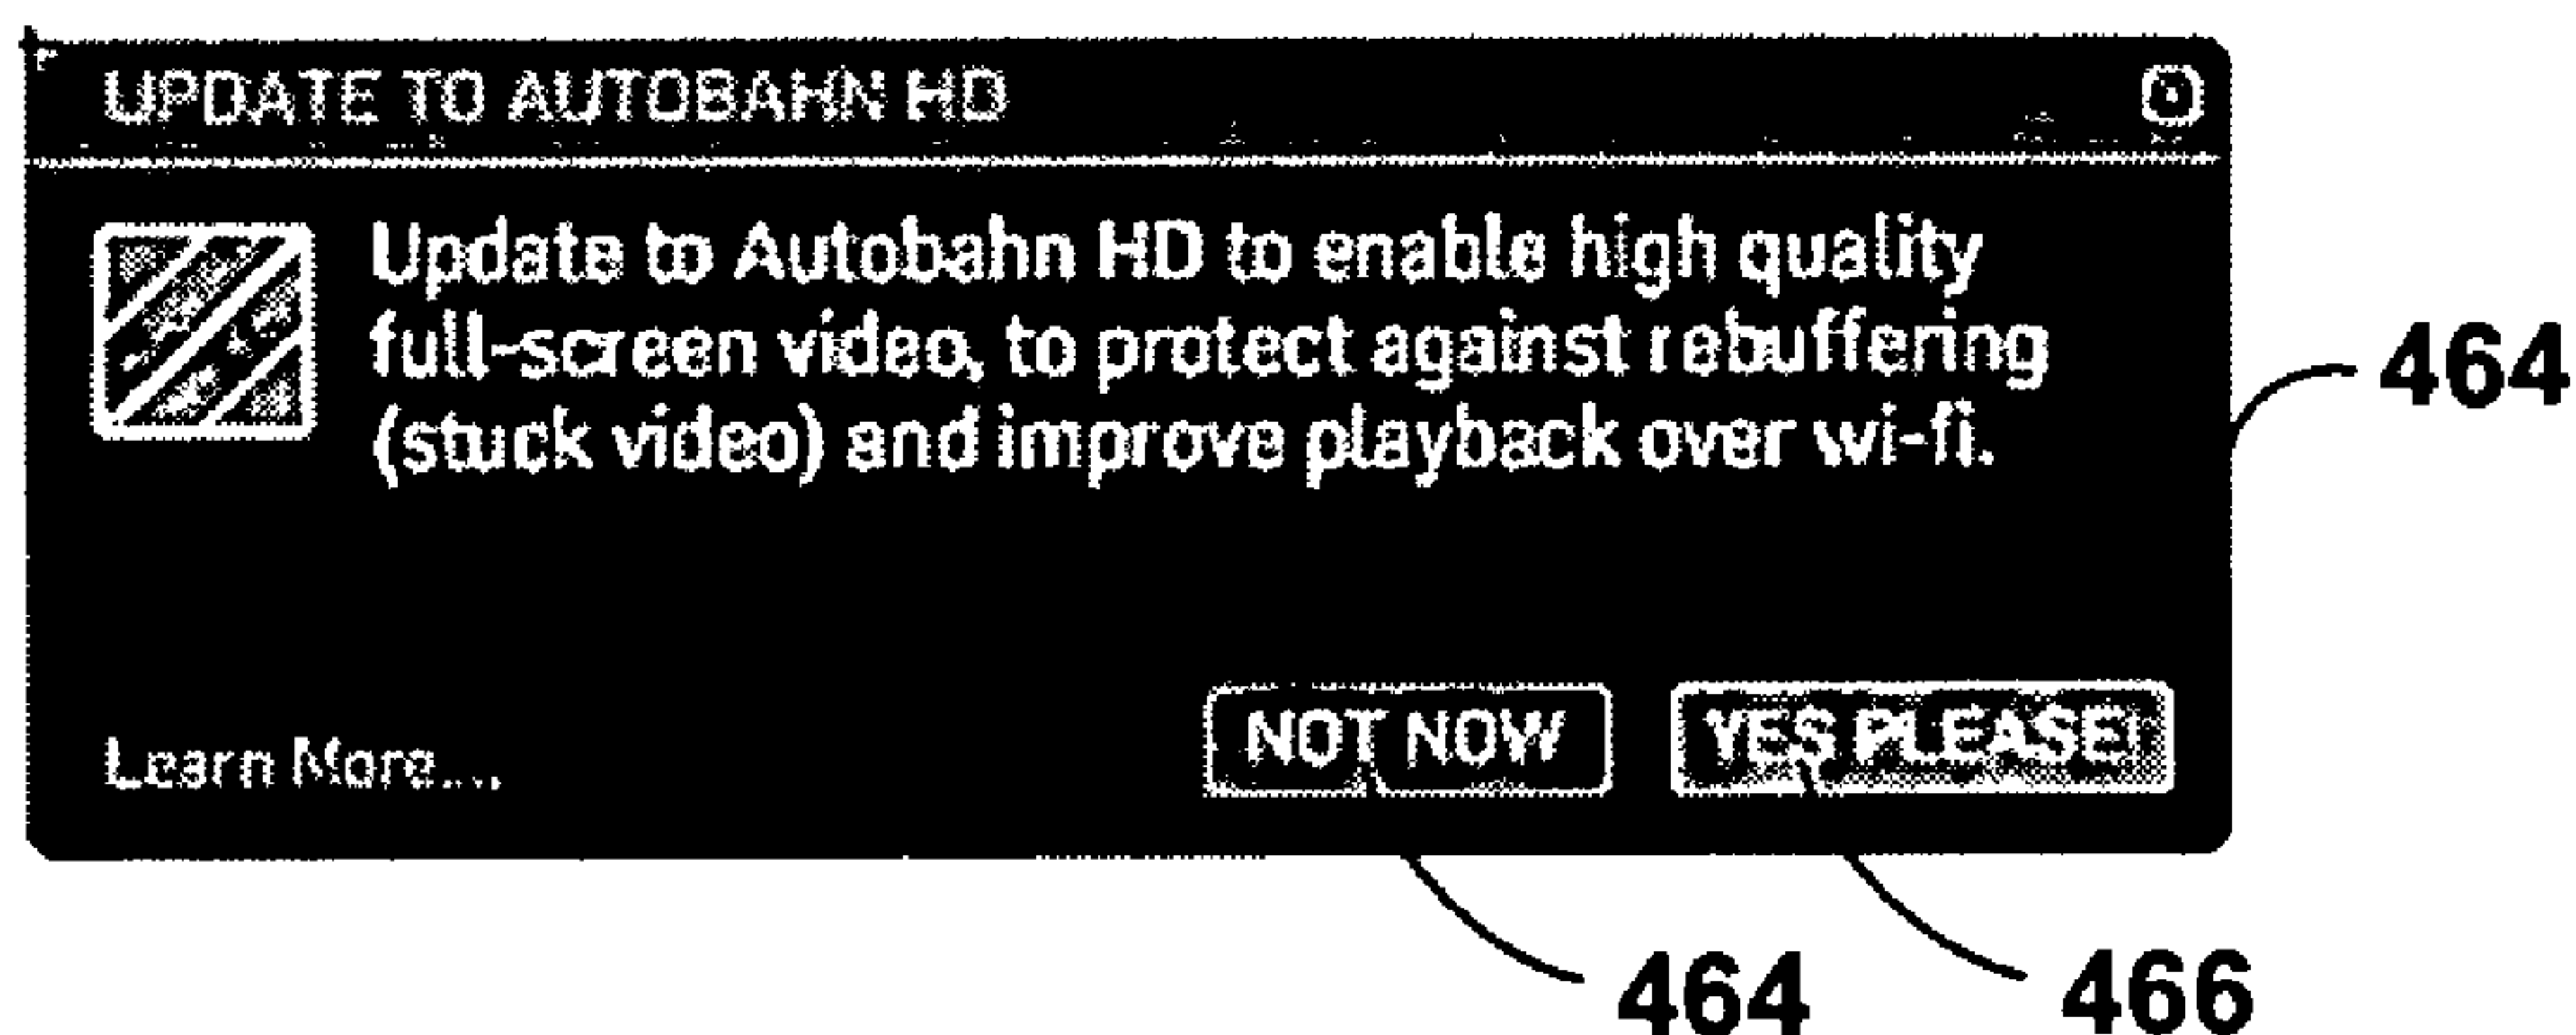 UPDATE TO AUTOBAHN HD
Update to Autobahn HD to enable high quality
full-screen video, to protect against rebuffering
(stuck video) and improve playback over wi-fi.
464
Learn More...
NOT NOW
YES PLEASE!
464
466